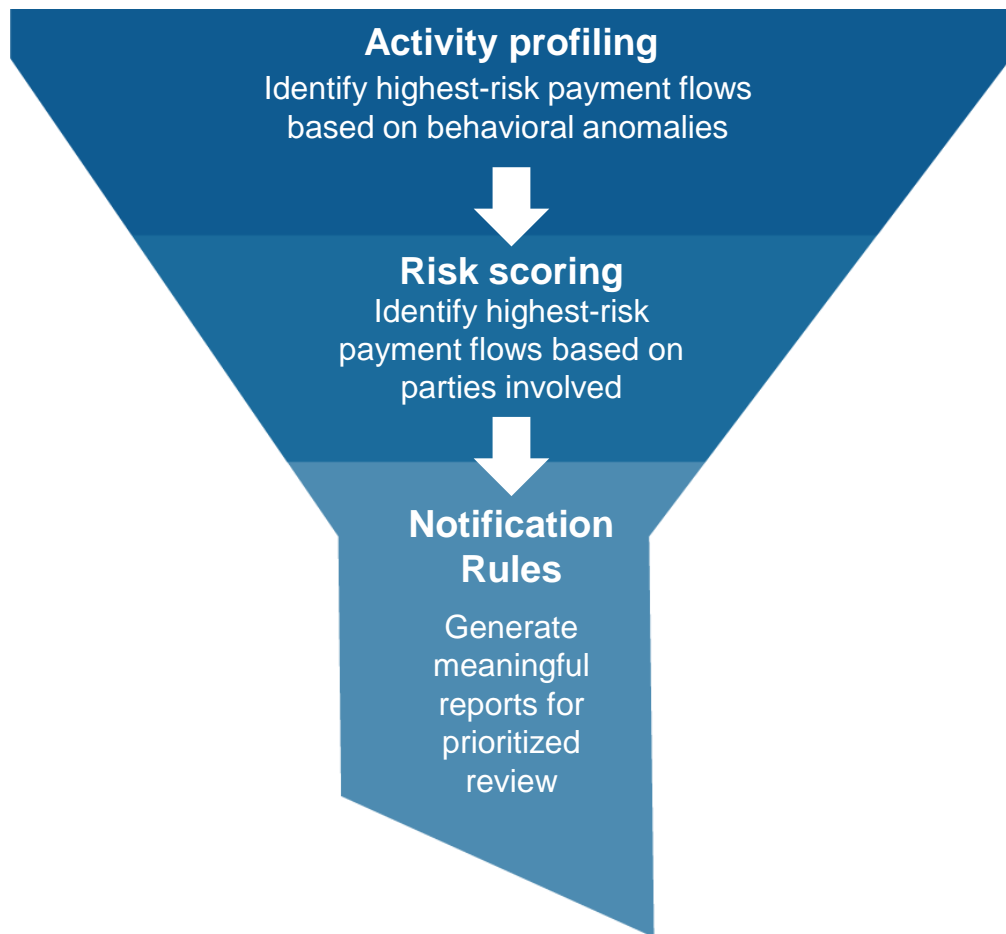 Activity profiling
Identify highest-risk payment flows
based on behavioral anomalies
Risk scoring
Identify highest-risk
payment flows based on
parties involved
Notification
Rules
Generate
meaningful
reports for
prioritized
review